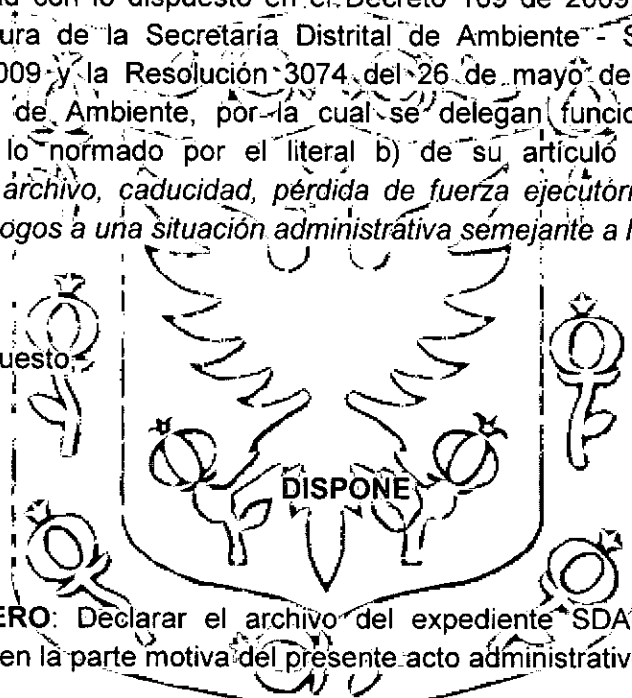 con lo dispuesto en el Decreto 109 de 2009
ura de la Secretaría Distrital de Ambiente - S
009 y la Resolución 3074 del 26 de mayo de
de Ambiente, por la cual se delegan funcio
lo normado por el literal b) de su artículo
archivo, caducidad, pérdida de fuerza ejecutor
ogos a una situación administrativa semejante a l
uesto,
DISPONE
ERO: Declarar el archivo del expediente SDA
en la parte motiva del presente acto administrativ